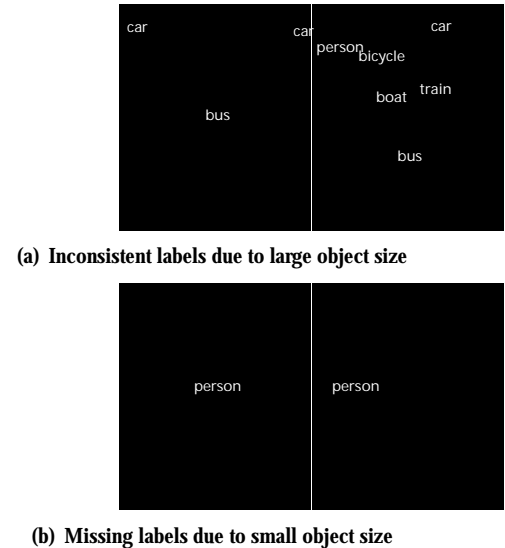 car
car
car
person
bicycle
train
boat
bus
bus
(a) Inconsistent labels due to large object size
person person
(b) Missing labels due to small object size